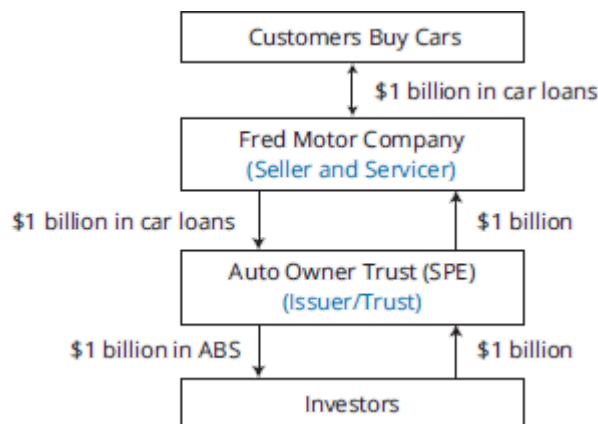 Customers Buy Cars
$1 billion in car loans
Fred Motor Company
(Seller and Servicer)
$1 billion in car loans
$1 billion
Auto Owner Trust (SPE)
(Issuer/Trust)
$1 billion in ABS
$1 billion
Investors